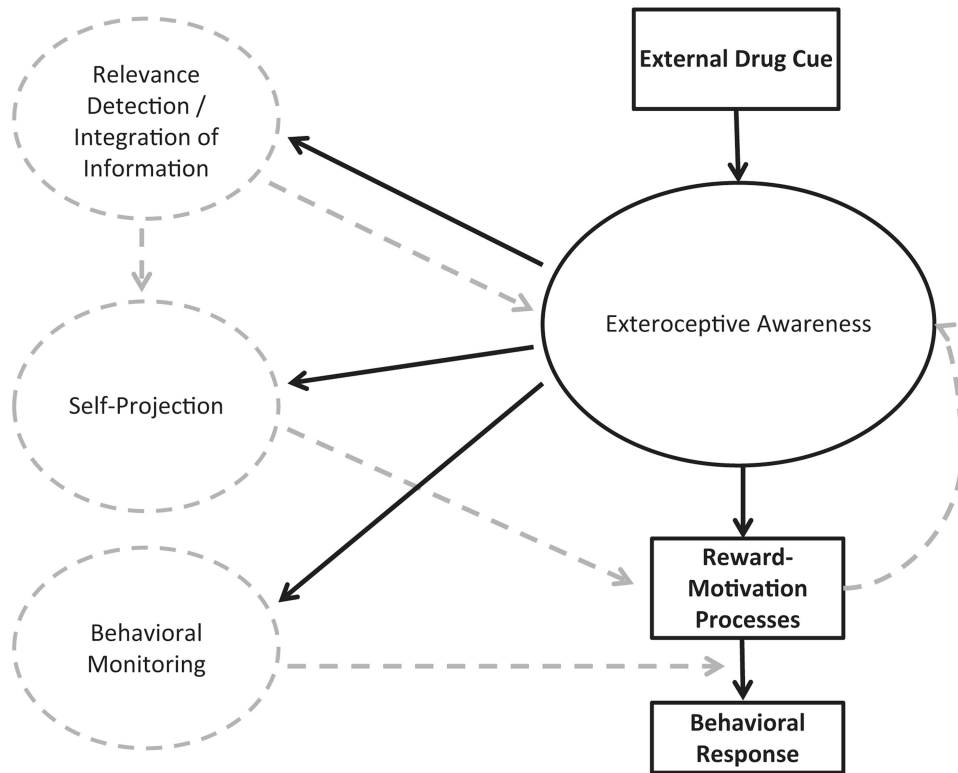 External Drug
Cue
Relevance
Detection /
Integration of
Information
Exteroceptive Awareness
Self-Projection
Reward-
Motivation
Processes
Behavioral
Monitoring
Behavioral
Response